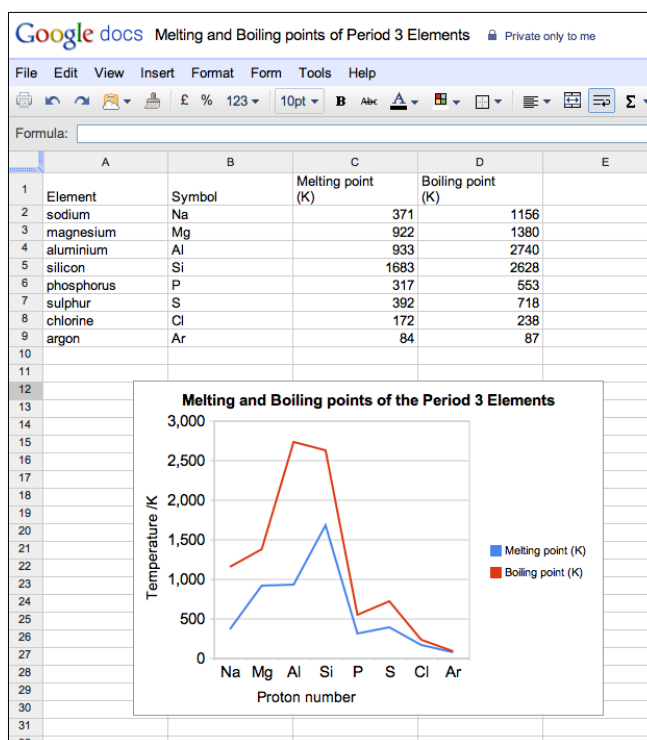 Google docs Melting and Boiling points of Period 3 Elements Private only to me
File Edit View Insert Format Form Tools Help
£ % 123 10pt B Abc A Σ
Formula:
A B C D E
1 Element Symbol Melting point (K) Boiling point (K)
2 sodium Na 371 1156
3 magnesium Mg 922 1380
4 aluminium Al 933 2740
5 silicon Si 1683 2628
6 phosphorus P 317 553
7 sulphur S 392 718
8 chlorine Cl 172 238
9 argon Ar 84 87
10
11
12
13
14
15
16
17
18
19
20
21
22
23
24
25
26
27
28
29
30
31
Melting and Boiling points of the Period 3 Elements
3,000
2,500
2,000
1,500
1,000
500
0
Temperature /K
Na Mg Al Si P S Cl Ar
Proton number
Melting point (K)
Boiling point (K)